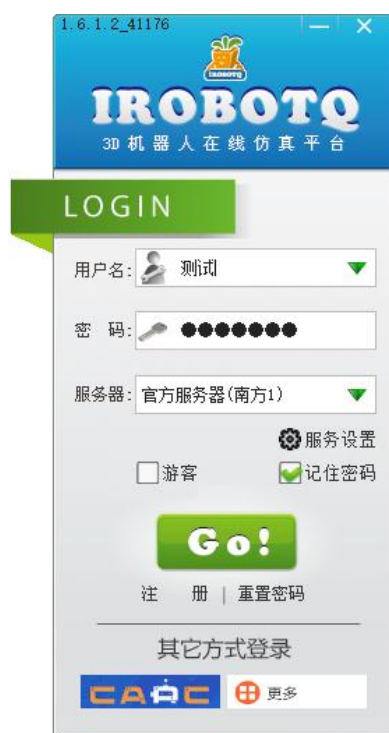 1.6.1.2_41176
IROBOTQ
IROBOTQ
3D 机器人在线仿真平台
LOGIN
用户名: 测试
密 码: ●●●●●●●
服务器: 官方服务器(南方1)
服务设置
游客 记住密码
Go!
注 册 | 重置密码
其它方式登录
CAAC 更多